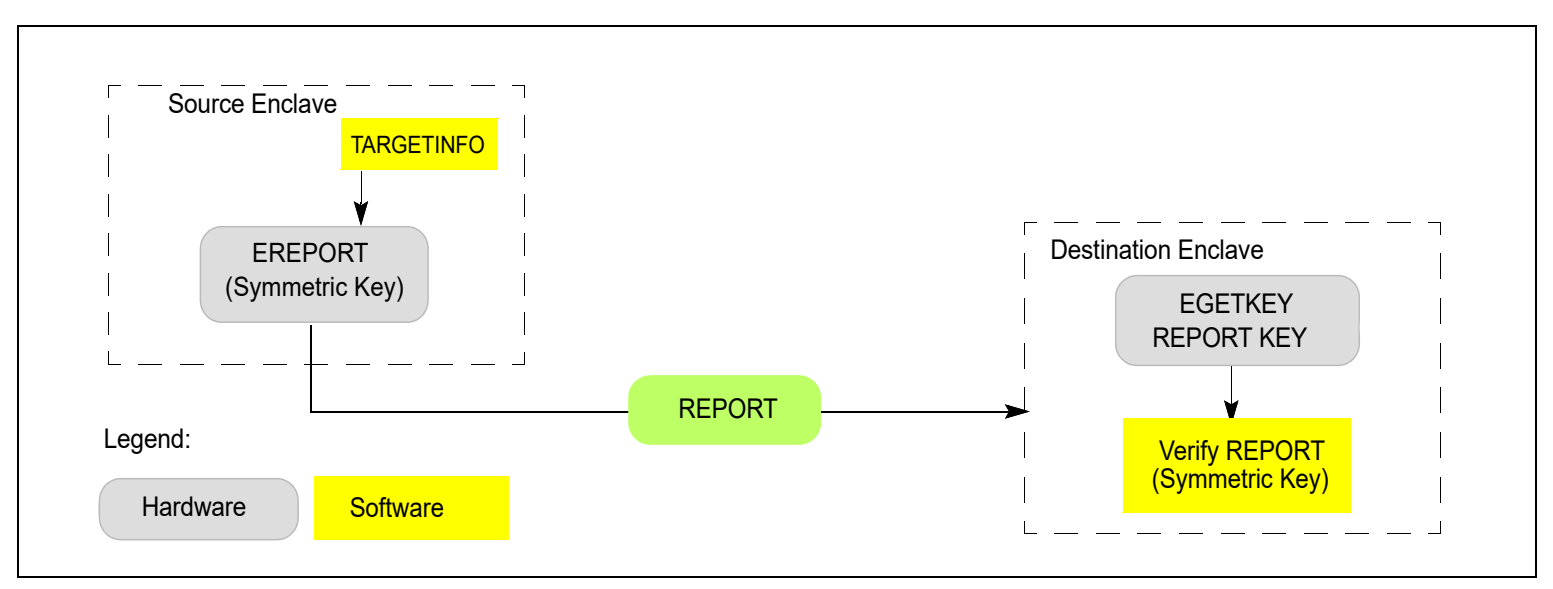 Source Enclave
TARGETINFO
EREPORT
(Symmetric Key)
Destination Enclave
EGETKEY
REPORT KEY
REPORT
Verify REPORT
(Symmetric Key)
Legend:
Hardware
Software